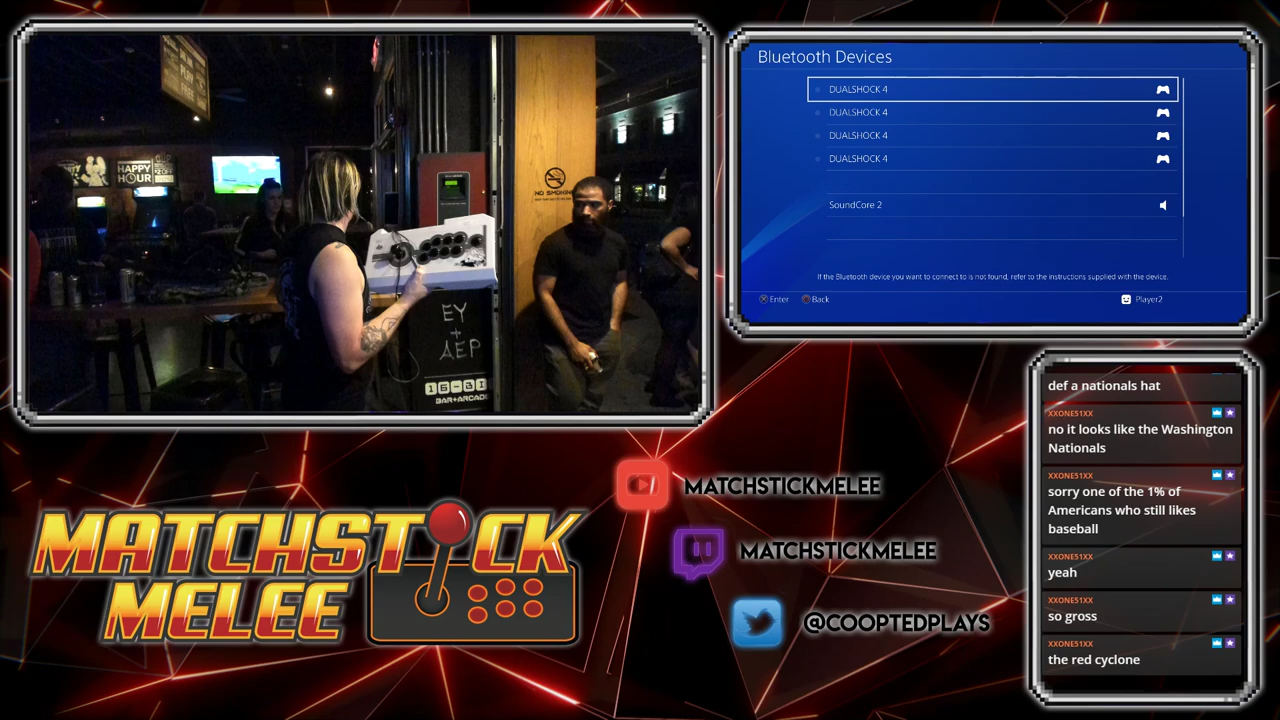 HAPPY
HOUR
NO SMOKING
EY
+
AEP
16-BIT
BAR+ARCADE
Bluetooth Devices
DUALSHOCK 4
DUALSHOCK 4
DUALSHOCK 4
DUALSHOCK 4
SoundCore 2
If the Bluetooth device you want to connect to is not found, refer to the instructions supplied with the device.
Enter
Back
Player2
def a nationals hat
XXONE51XX
no it looks like the Washington
Nationals
XXONE51XX
sorry one of the 1% of
Americans who still likes
baseball
XXONE51XX
yeah
XXONE51XX
so gross
XXONE51XX
the red cyclone
MATCHSTICK
MELEE
MATCHSTICKMELEE
MATCHSTICKMELEE
@COOPTEDPLAYS